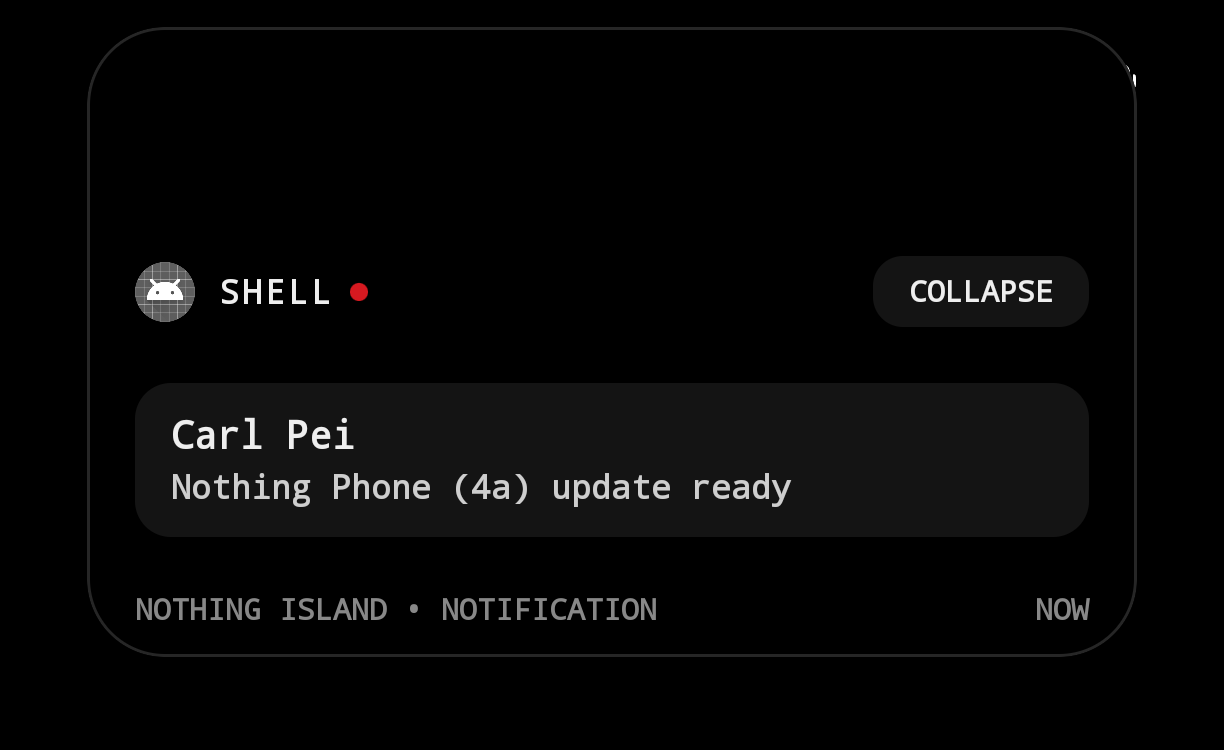 SHELL
COLLAPSE
Carl Pei
Nothing Phone (4a) update ready
NOTHING ISLAND • NOTIFICATION
NOW